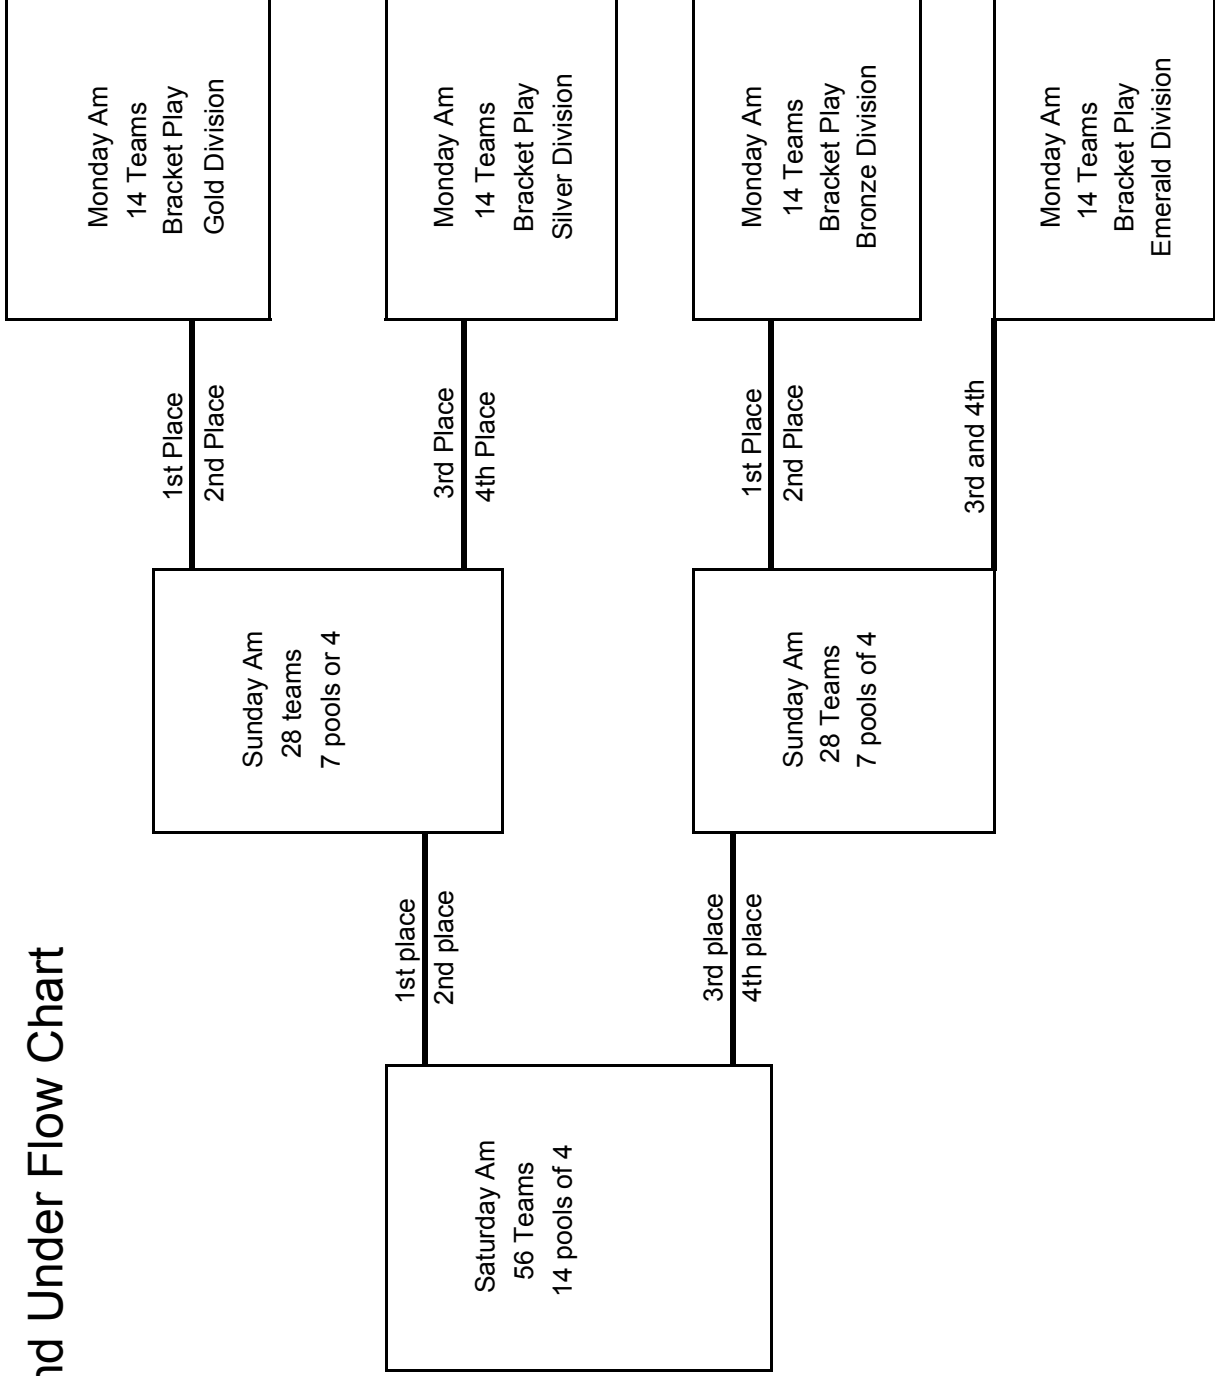 nd Under Flow Chart
Saturday Am
56 Teams
14 pools of 4
1st place
2nd place
3rd place
4th place
Sunday Am
28 teams
7 pools or 4
Sunday Am
28 Teams
7 pools of 4
1st Place
2nd Place
3rd Place
4th Place
1st Place
2nd Place
3rd and 4th
Monday Am
14 Teams
Bracket Play
Gold Division
Monday Am
14 Teams
Bracket Play
Silver Division
Monday Am
14 Teams
Bracket Play
Bronze Division
Monday Am
14 Teams
Bracket Play
Emerald Division